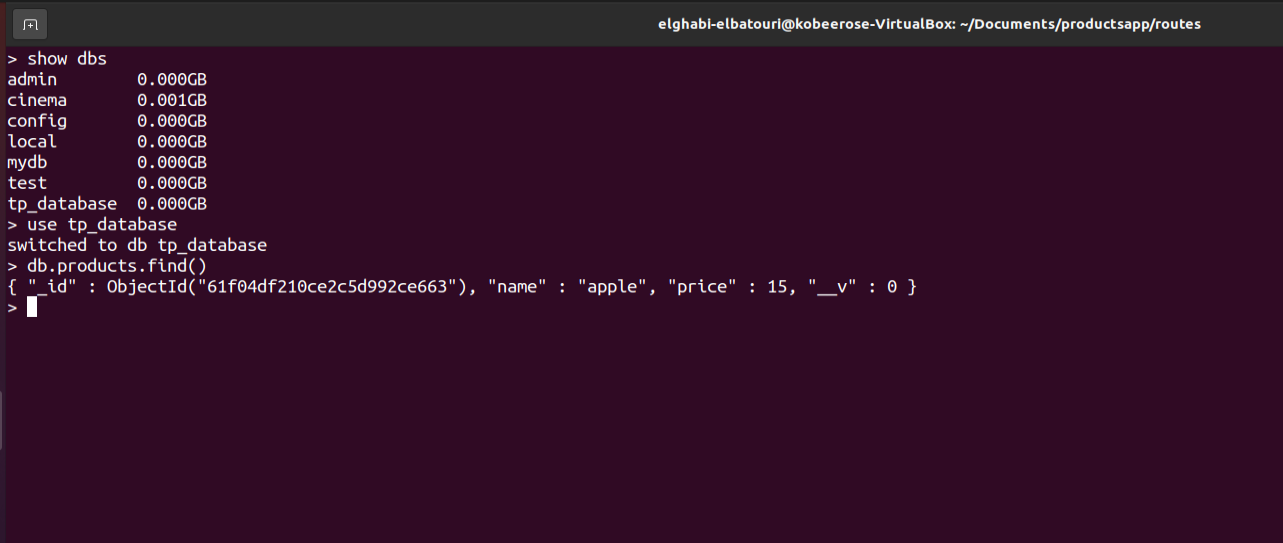 elghabi-elbatouri@kobeerose-VirtualBox: ~/Documents/productsapp/routes
> show dbs
admin        0.000GB
cinema       0.001GB
config       0.000GB
local        0.000GB
mydb         0.000GB
test         0.000GB
tp_database  0.000GB
> use tp_database
switched to db tp_database
> db.products.find()
{ "_id" : ObjectId("61f04df210ce2c5d992ce663"), "name" : "apple", "price" : 15, "__v" : 0 }
>